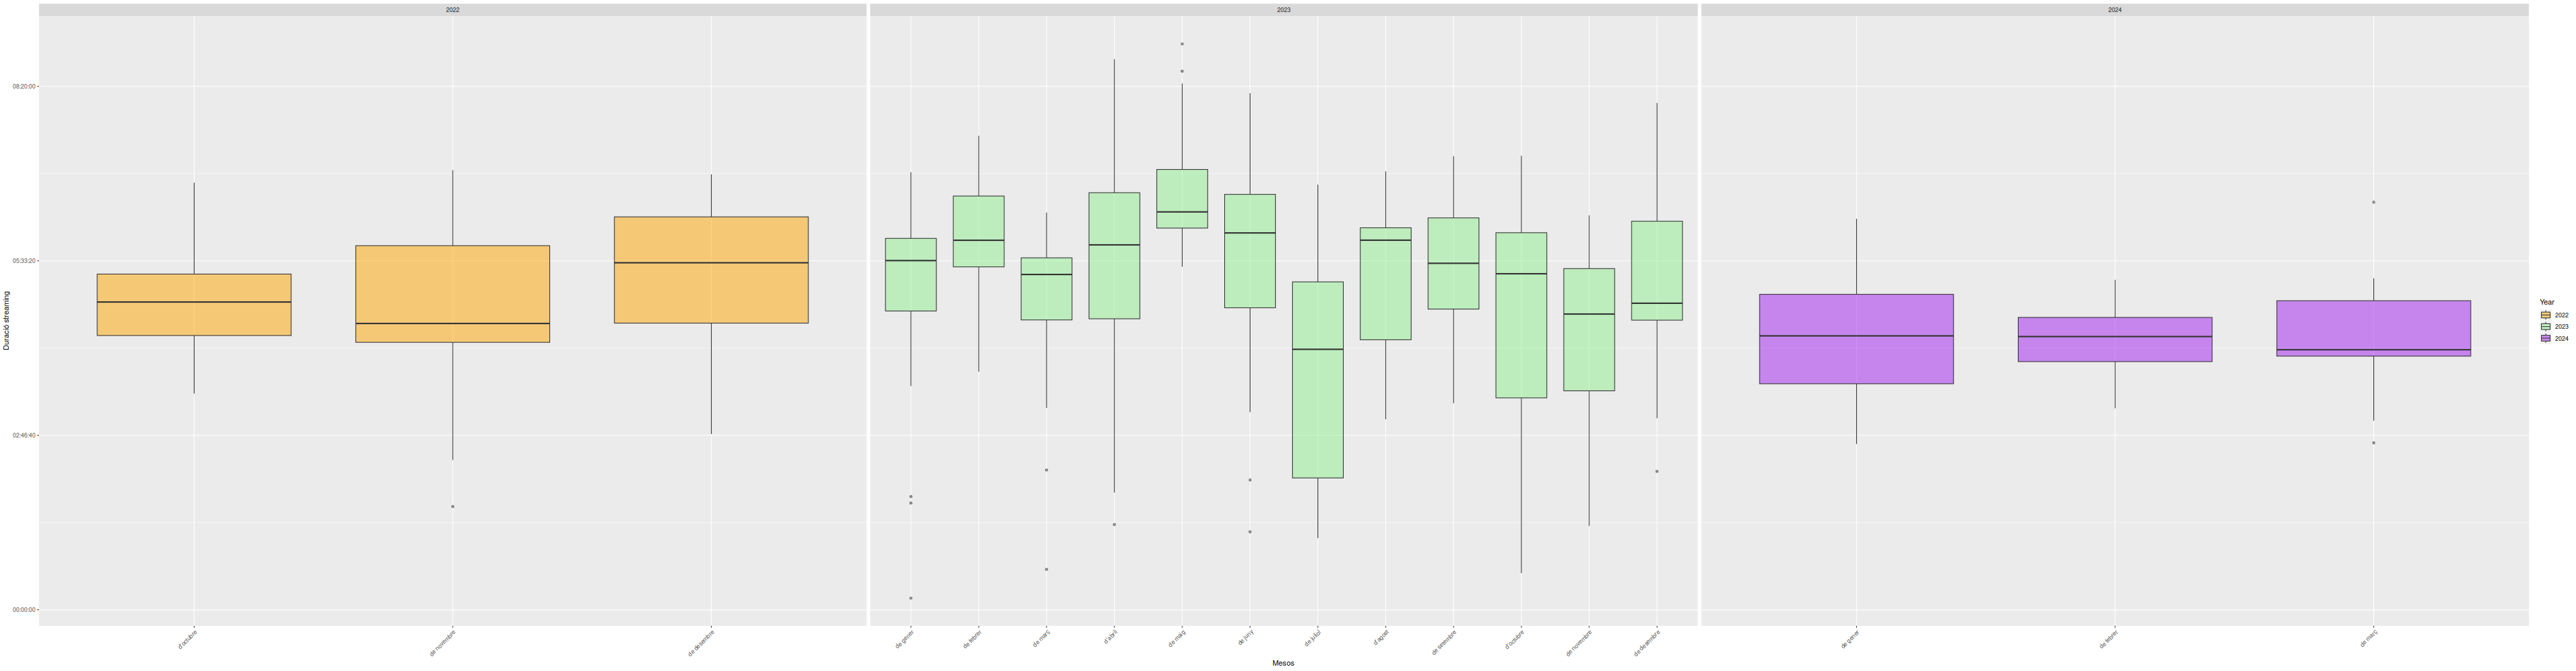 2022
2023
2024
08:20:00
05:33:20
02:46:40
00:00:00
Duració streaming
d'octubre
de novembre
de desembre
de gener
de febrer
de març
d'abril
de maig
de juny
de juliol
d'agost
de setembre
d'octubre
de novembre
de desembre
de gener
de febrer
de març
Mesos
Year
2022
2023
2024